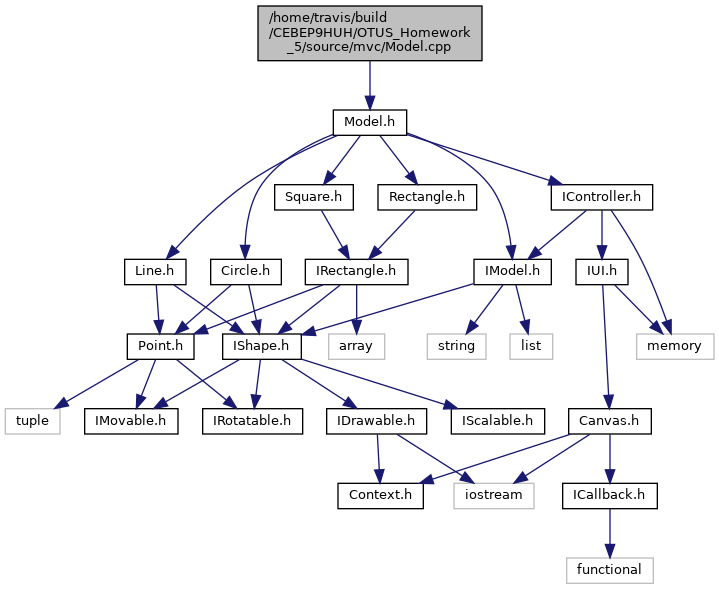 /home/travis/build
/CEBEP9HUH/OTUS_Homework
_5/source/mvc/Model.cpp
Model.h
Square.h
Rectangle.h
IController.h
Line.h
Circle.h
IRectangle.h
IModel.h
IUI.h
Point.h
IShape.h
array
string
list
memory
tuple
IMovable.h
IRotatable.h
IDrawable.h
IScalable.h
Canvas.h
Context.h
iostream
ICallback.h
functional